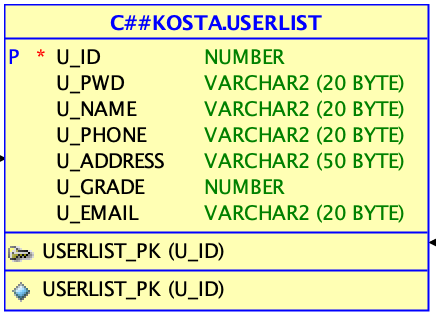 C##KOSTA.USERLIST
P * U_ID NUMBER
U_PWD VARCHAR2 (20 BYTE)
U_NAME VARCHAR2 (20 BYTE)
U_PHONE VARCHAR2 (20 BYTE)
U_ADDRESS VARCHAR2 (50 BYTE)
U_GRADE NUMBER
U_EMAIL VARCHAR2 (20 BYTE)
USERLIST_PK (U_ID)
USERLIST_PK (U_ID)